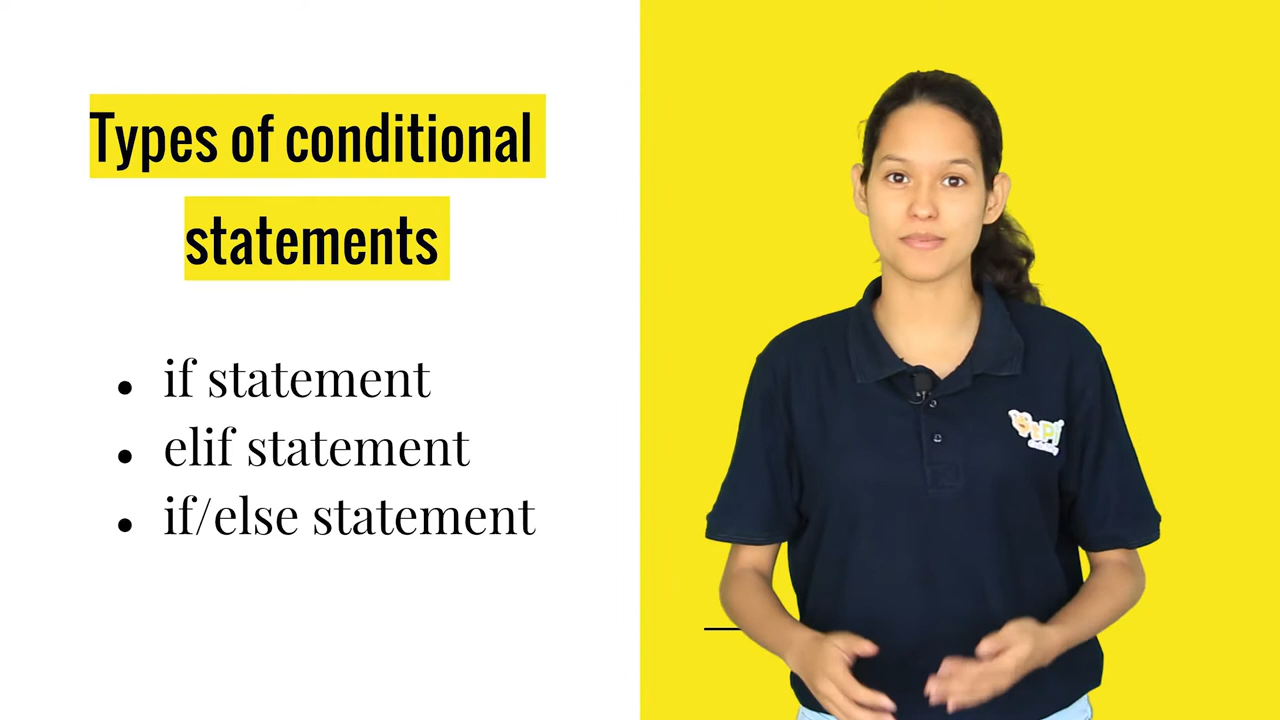 Types of conditional
statements
• if statement
• elif statement
• if/else statement